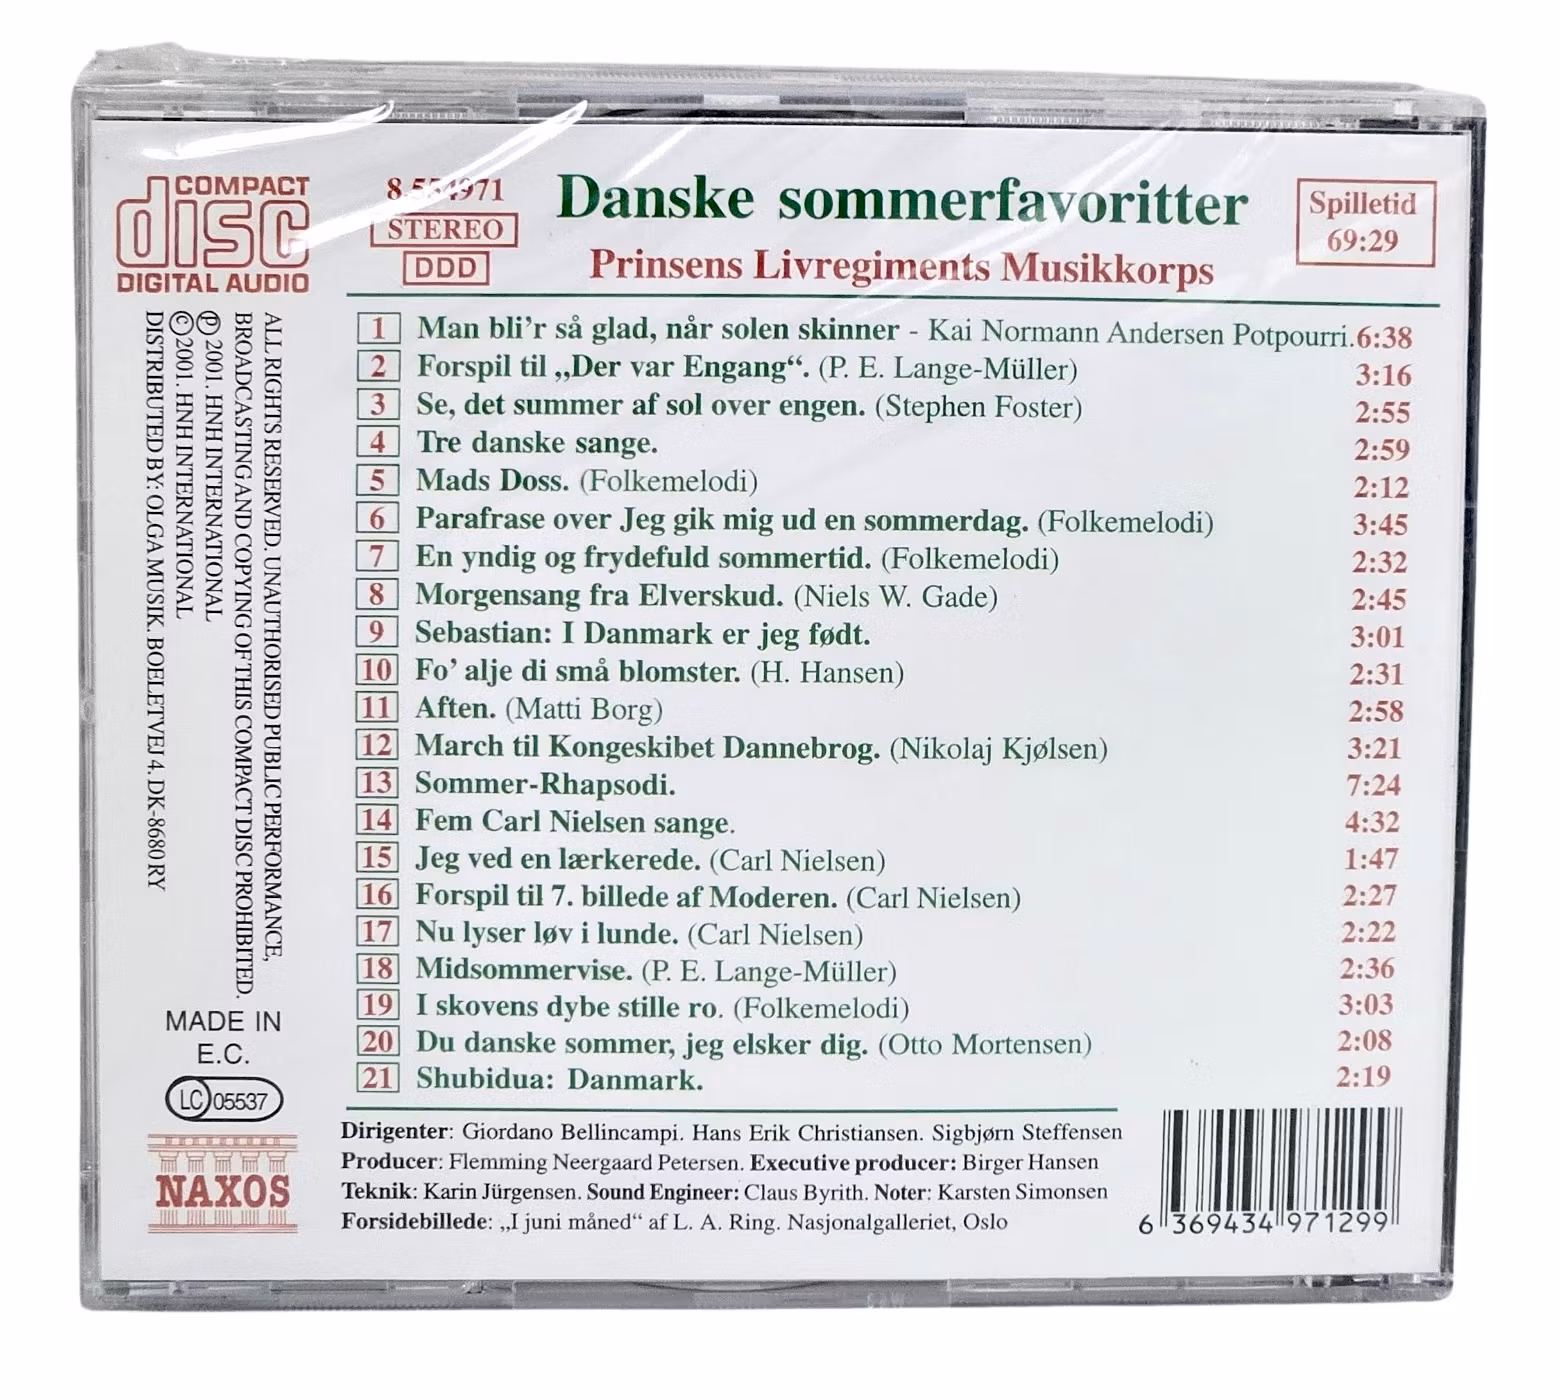 COMPACT
disc
DIGITAL AUDIO
8.554971
STEREO
DDD
Danske sommerfavoritter
Prinsens Livregiments Musikkorps
Spilletid
69:29
1 Man bli'r så glad, når solen skinner - Kai Normann Andersen Potpourri. 6:38
2 Forspil til „Der var Engang“. (P. E. Lange-Müller) 3:16
3 Se, det summer af sol over engen. (Stephen Foster) 2:55
4 Tre danske sange. 2:59
5 Mads Doss. (Folkemelodi) 2:12
6 Parafrase over Jeg gik mig ud en sommerdag. (Folkemelodi) 3:45
7 En yndig og frydefuld sommertid. (Folkemelodi) 2:32
8 Morgensang fra Elverskud. (Niels W. Gade) 2:45
9 Sebastian: I Danmark er jeg født. 3:01
10 Fo' alje di små blomster. (H. Hansen) 2:31
11 Aften. (Matti Borg) 2:58
12 March til Kongeskibet Dannebrog. (Nikolaj Kjølsen) 3:21
13 Sommer-Rhapsodi. 7:24
14 Fem Carl Nielsen sange. 4:32
15 Jeg ved en lærkerede. (Carl Nielsen) 1:47
16 Forspil til 7. billede af Moderen. (Carl Nielsen) 2:27
17 Nu lyser løv i lunde. (Carl Nielsen) 2:22
18 Midsommervise. (P. E. Lange-Müller) 2:36
19 I skovens dybe stille ro. (Folkemelodi) 3:03
20 Du danske sommer, jeg elsker dig. (Otto Mortensen) 2:08
21 Shubidua: Danmark. 2:19
ALL RIGHTS RESERVED. UNAUTHORISED PUBLIC PERFORMANCE,
BROADCASTING AND COPYING OF THIS COMPACT DISC PROHIBITED.
℗ 2001. HNH INTERNATIONAL
© 2001. HNH INTERNATIONAL
DISTRIBUTED BY: OLGA MUSIK. BOELETVEJ 4. DK-8680 RY
MADE IN
E.C.
LC 05537
NAXOS
Dirigenter: Giordano Bellincampi. Hans Erik Christiansen. Sigbjørn Steffensen
Producer: Flemming Neergaard Petersen. Executive producer: Birger Hansen
Teknik: Karin Jürgensen. Sound Engineer: Claus Byrith. Noter: Karsten Simonsen
Forsidebillede: „I juni måned“ af L. A. Ring. Nasjonalgalleriet, Oslo
6 369434 971299